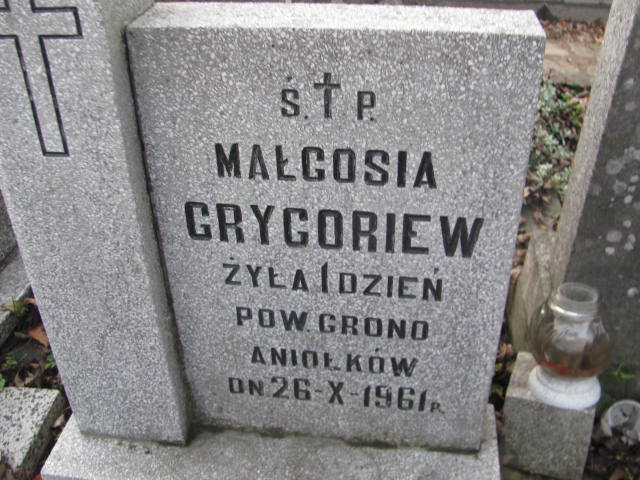 Ś. † P.
MAŁGOSIA
GRYGORIEW
ŻYŁA 1 DZIEŃ
POW. GRONO
ANIOŁKÓW
DN. 26-X-1961 R.